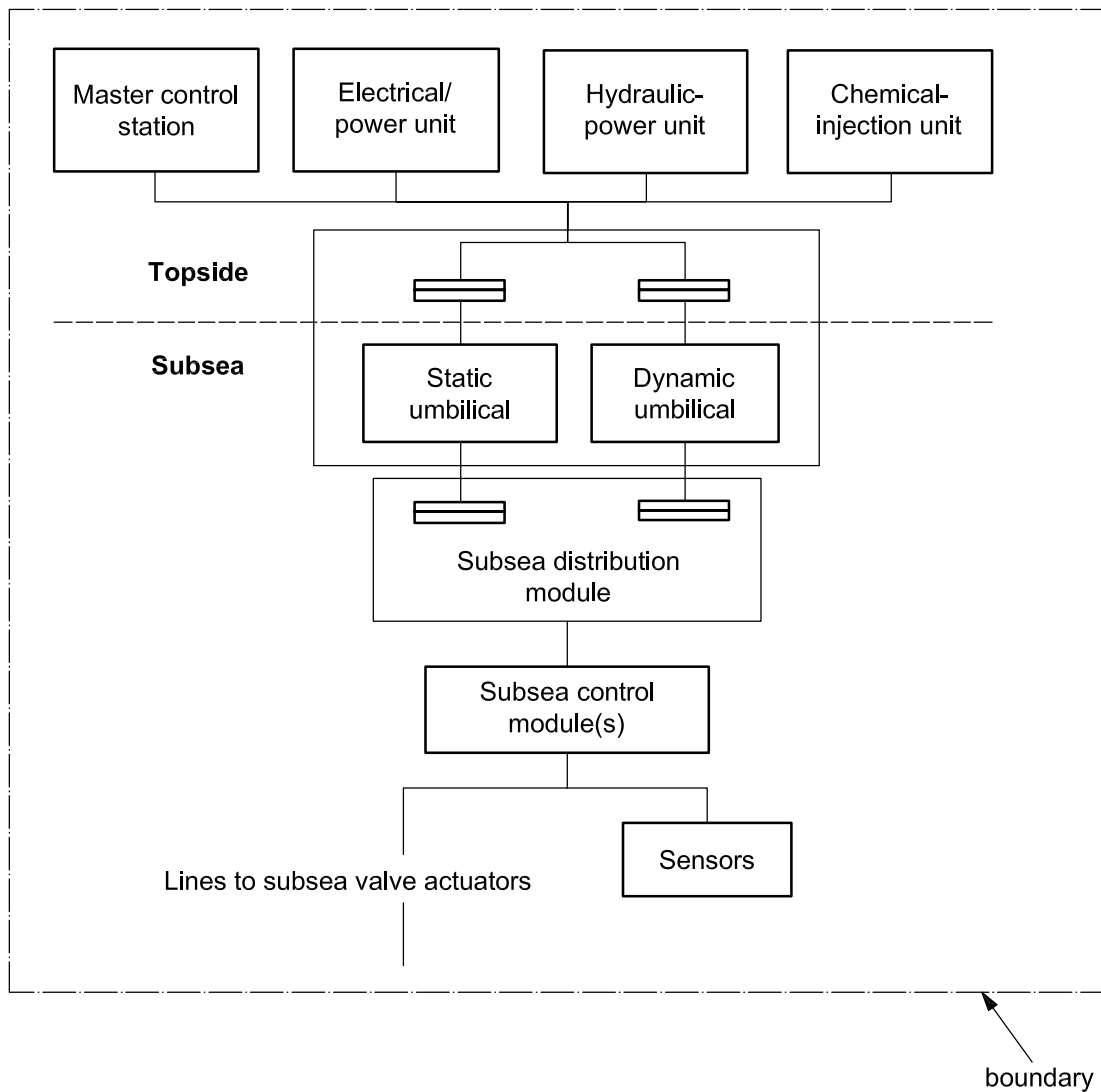 Master control
station
Electrical/
power unit
Hydraulic-
power unit
Chemical-
injection unit
Topside
Subsea
Static
umbilical
Dynamic
umbilical
Subsea distribution
module
Subsea control
module(s)
Lines to subsea valve actuators
Sensors
boundary